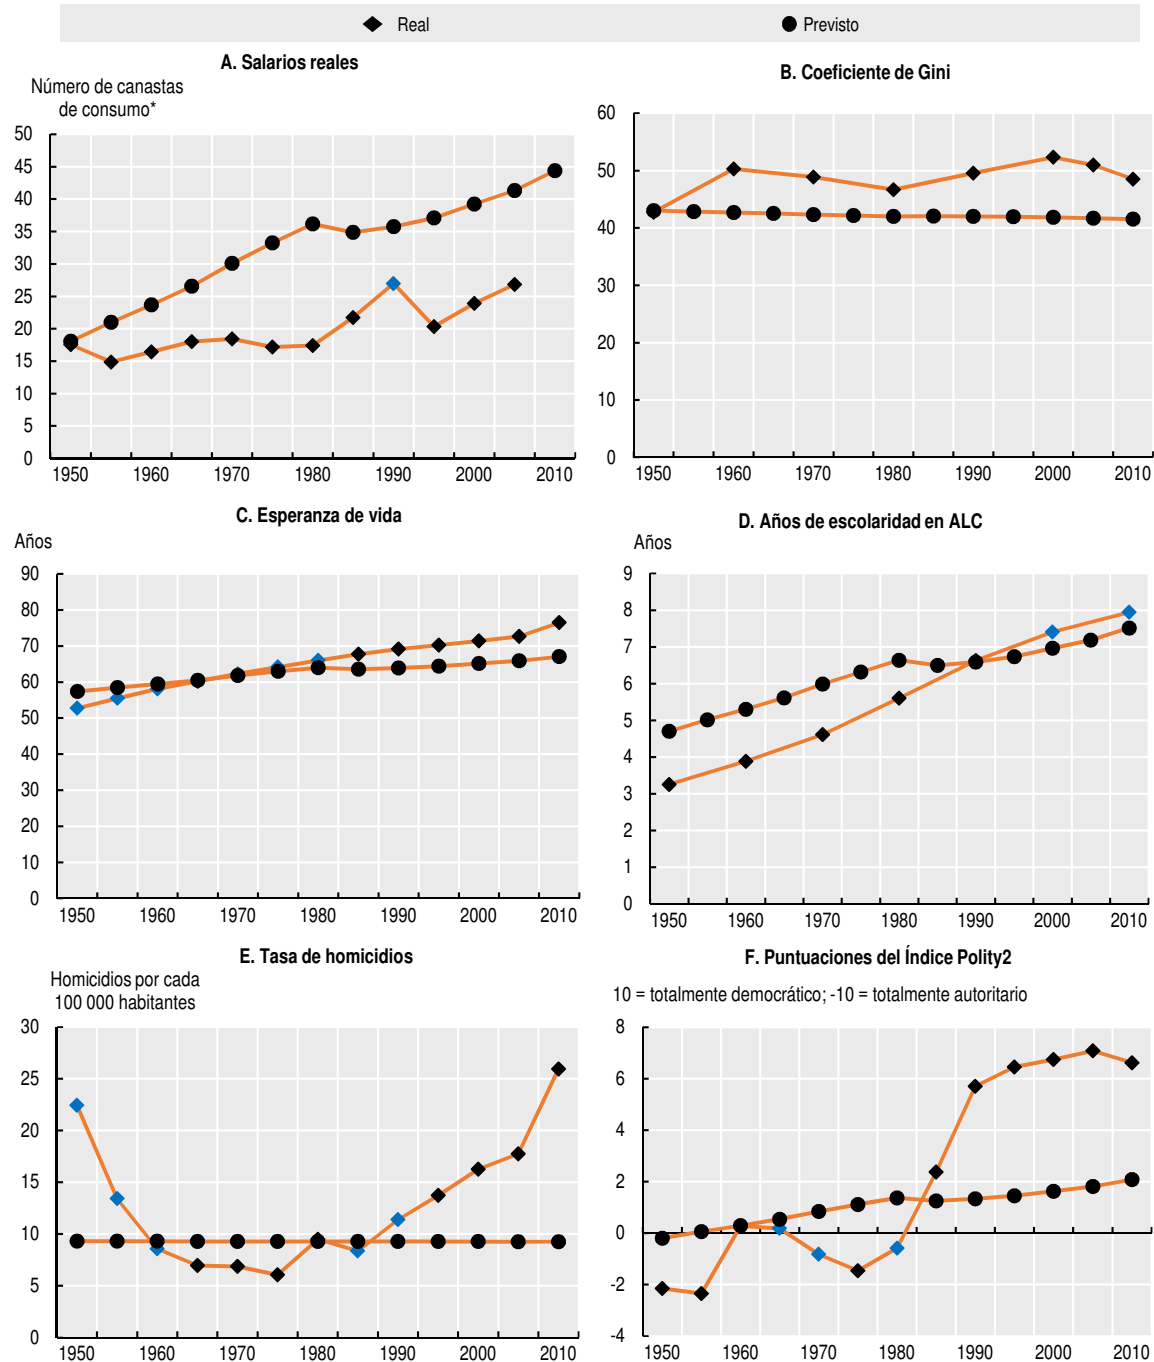 Real
Previsto
A. Salarios reales
Número de canastas
de consumo*
50
45
40
35
30
25
20
15
10
5
0
1950 1960 1970 1980 1990 2000 2010
B. Coeficiente de Gini
60
50
40
30
20
10
0
1950 1960 1970 1980 1990 2000 2010
C. Esperanza de vida
Años
90
80
70
60
50
40
30
20
10
0
1950 1960 1970 1980 1990 2000 2010
D. Años de escolaridad en ALC
Años
9
8
7
6
5
4
3
2
1
0
1950 1960 1970 1980 1990 2000 2010
E. Tasa de homicidios
Homicidios por cada
100 000 habitantes
30
25
20
15
10
5
0
1950 1960 1970 1980 1990 2000 2010
F. Puntuaciones del Índice Polity2
10 = totalmente democrático; -10 = totalmente autoritario
8
6
4
2
0
-2
-4
1950 1960 1970 1980 1990 2000 2010